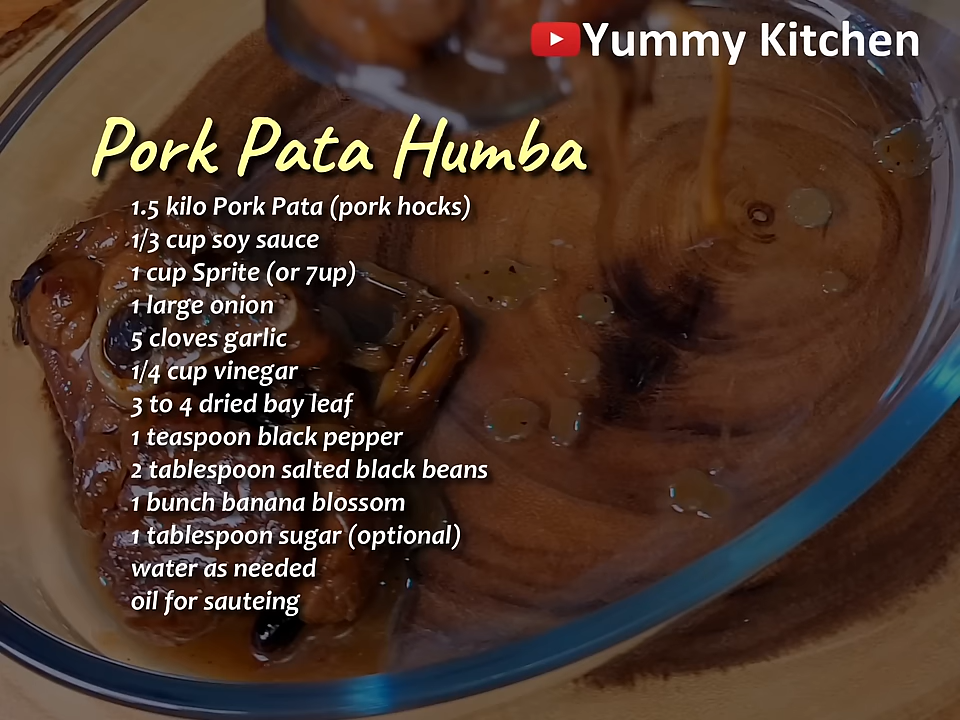 Yummy Kitchen
Pork Pata Humba
1.5 kilo Pork Pata (pork hocks)
1/3 cup soy sauce
1 cup Sprite (or 7up)
1 large onion
5 cloves garlic
1/4 cup vinegar
3 to 4 dried bay leaf
1 teaspoon black pepper
2 tablespoon salted black beans
1 bunch banana blossom
1 tablespoon sugar (optional)
water as needed
oil for sauteing